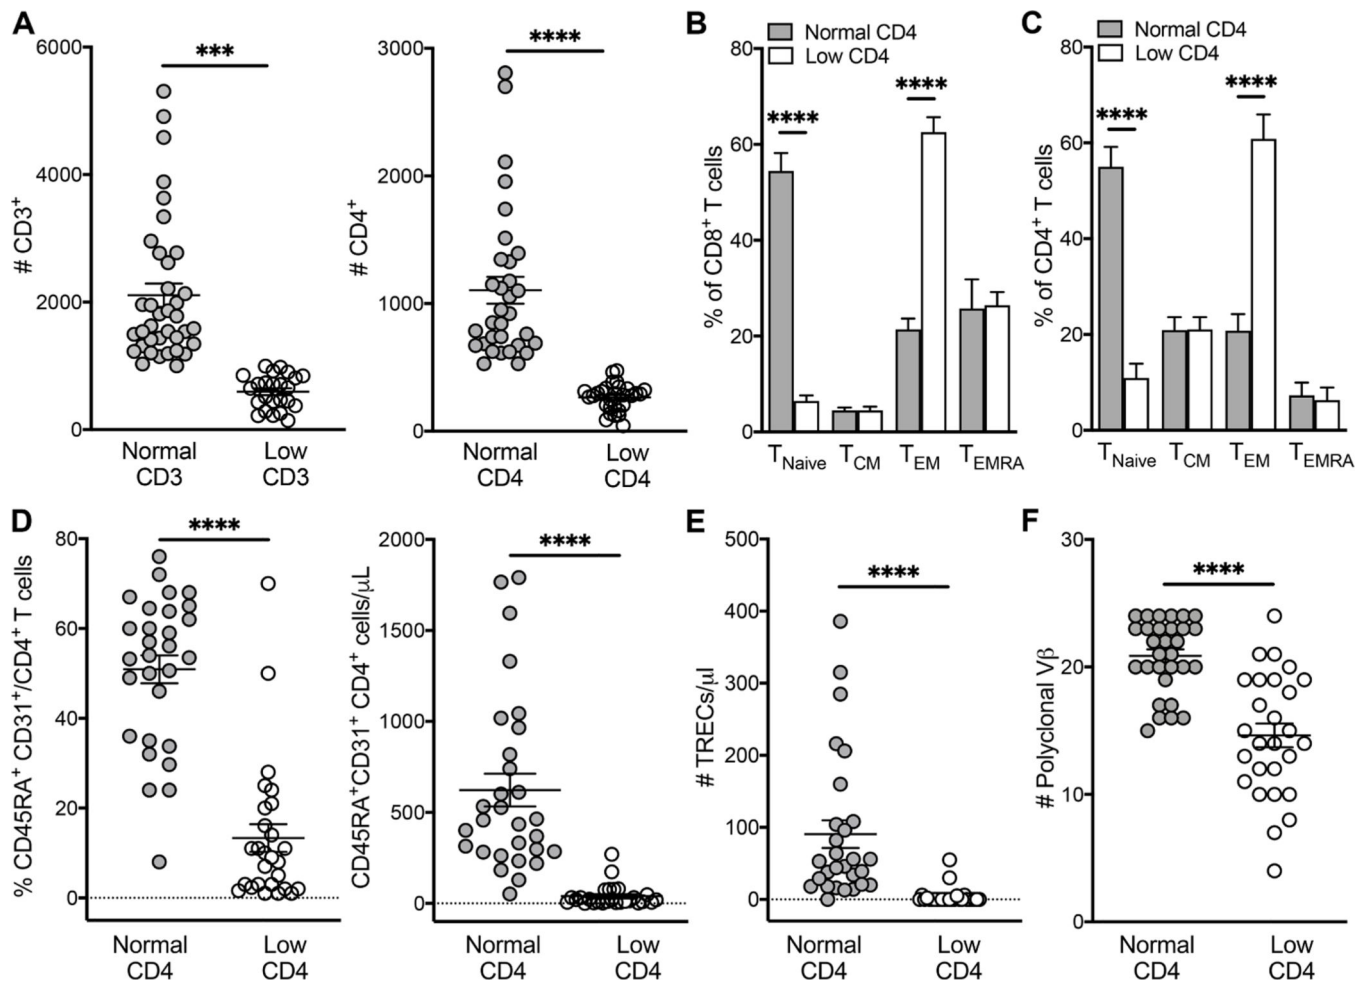 A
6000
4000
2000
0
# CD3+
***
Normal
CD3
Low
CD3
3000
2000
1000
0
# CD4+
****
Normal
CD4
Low
CD4
B
Normal CD4
Low CD4
80
60
40
20
0
% of CD8+ T cells
****
****
TNaive
TCM
TEM
TEMRA
C
Normal CD4
Low CD4
80
60
40
20
0
% of CD4+ T cells
****
****
TNaive
TCM
TEM
TEMRA
D
80
60
40
20
0
% CD45RA+ CD31+/CD4+ T cells
****
Normal
CD4
Low
CD4
2000
1500
1000
500
0
CD45RA+CD31+ CD4+ cells/μL
****
Normal
CD4
Low
CD4
E
500
400
300
200
100
0
# TRECs/μl
****
Normal
CD4
Low
CD4
F
30
20
10
0
# Polyclonal Vβ
****
Normal
CD4
Low
CD4